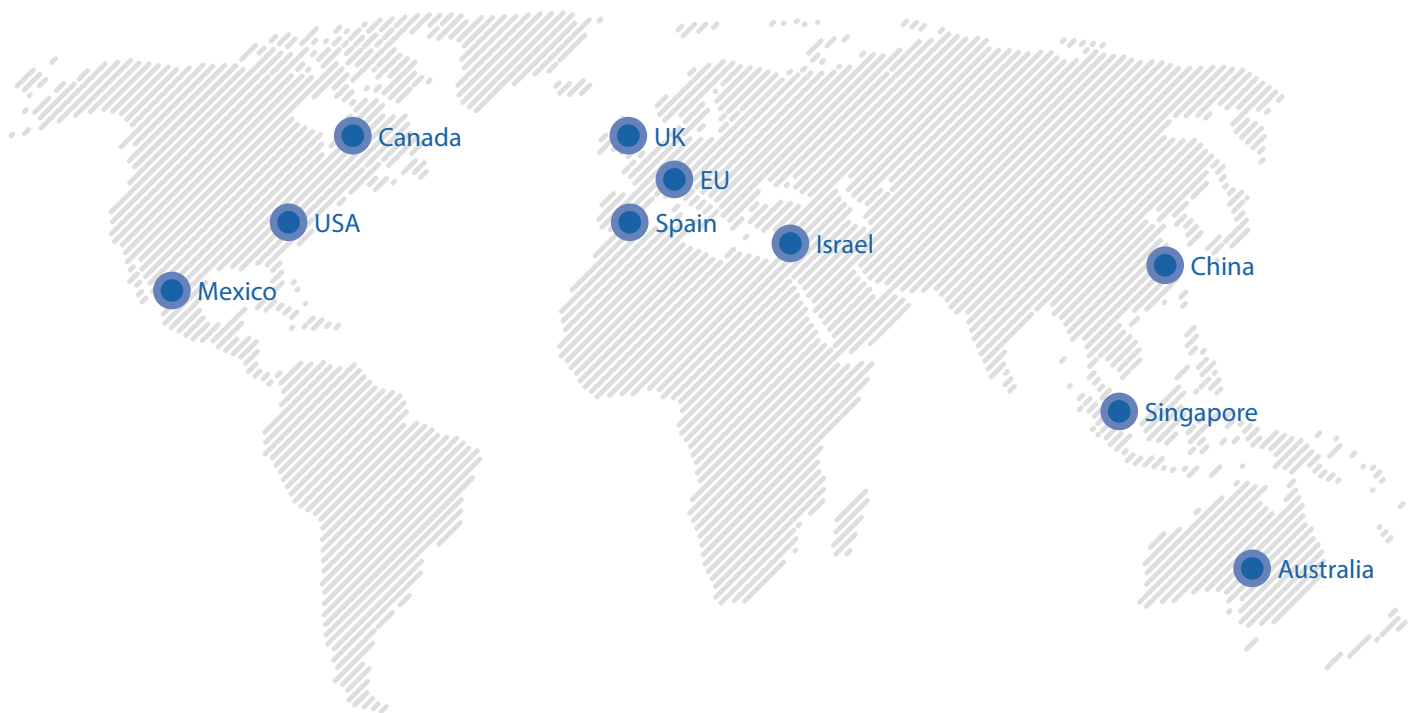 Canada
UK
EU
USA
Spain
Israel
China
Mexico
Singapore
Australia